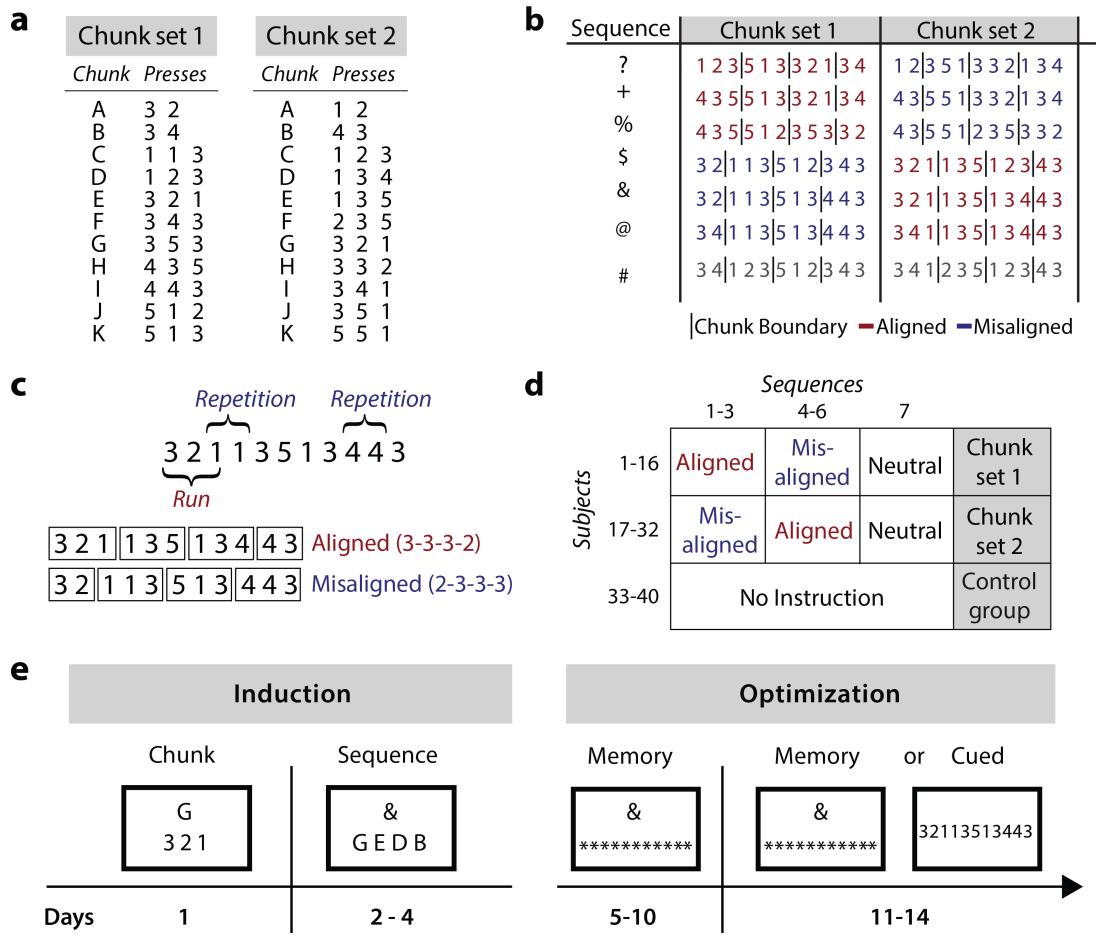 a
Chunk set 1 Chunk set 2
Chunk Presses Chunk Presses
A 3 2 A 1 2
B 3 4 B 4 3
C 1 1 3 C 1 2 3
D 1 2 3 D 1 3 4
E 3 2 1 E 1 3 5
F 3 4 3 F 2 3 5
G 3 5 3 G 3 2 1
H 4 3 5 H 3 3 2
I 4 4 3 I 3 4 1
J 5 1 2 J 3 5 1
K 5 1 3 K 5 5 1
b
Sequence Chunk set 1 Chunk set 2
? 1 2 3|5 1 3|3 2 1|3 4 1 2|3 5 1|3 3 2|1 3 4
+ 4 3 5|5 1 3|3 2 1|3 4 4 3|5 5 1|3 3 2|1 3 4
% 4 3 5|5 1 2|3 5 3|3 2 4 3|5 5 1|2 3 5|3 3 2
$ 3 2|1 1 3|5 1 2|3 4 3 3 2 1|1 3 5|1 2 3|4 3
& 3 2|1 1 3|5 1 3|4 4 3 3 2 1|1 3 5|1 3 4|4 3
@ 3 4|1 1 3|5 1 3|4 4 3 3 4 1|1 3 5|1 3 4|4 3
# 3 4|1 2 3|5 1 2|3 4 3 3 4 1|2 3 5|1 2 3|4 3
|Chunk Boundary Aligned Misaligned
c
Repetition Repetition
3 2 1 1 3 5 1 3 4 4 3
Run
3 2 1 1 3 5 1 3 4 4 3 Aligned (3-3-3-2)
3 2 1 1 3 5 1 3 4 4 3 Misaligned (2-3-3-3)
d
Sequences
1-3 4-6 7
Subjects
1-16 Aligned Mis-
aligned Neutral Chunk
set 1
17-32 Mis-
aligned Aligned Neutral Chunk
set 2
33-40 No Instruction Control
group
e
Induction Optimization
Chunk Sequence Memory Memory or Cued
G & & &
3 2 1 G E D B *********** *********** 32113513443
Days 1 2 - 4 5-10 11-14